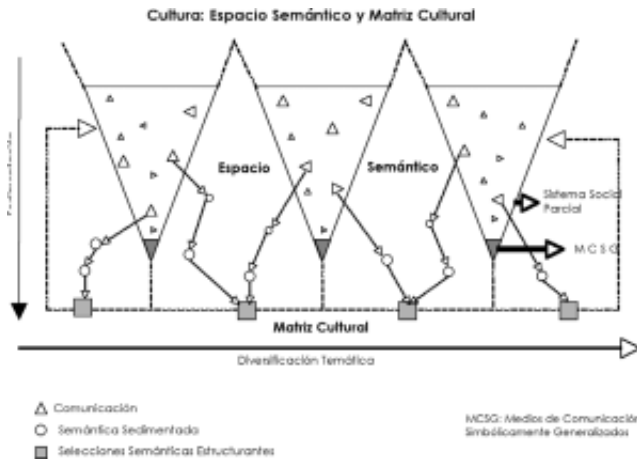 Cultura: Espacio Semántico y Matriz Cultural
Espacio
Semántico
Sistema Social
Parcial
MCSG
Matriz Cultural
Diversificación Temática
Comunicación
Semántica Sedimentada
Selecciones Semánticas Estructurantes
MCSG: Medios de Comunicación
Simbólicamente Generalizados